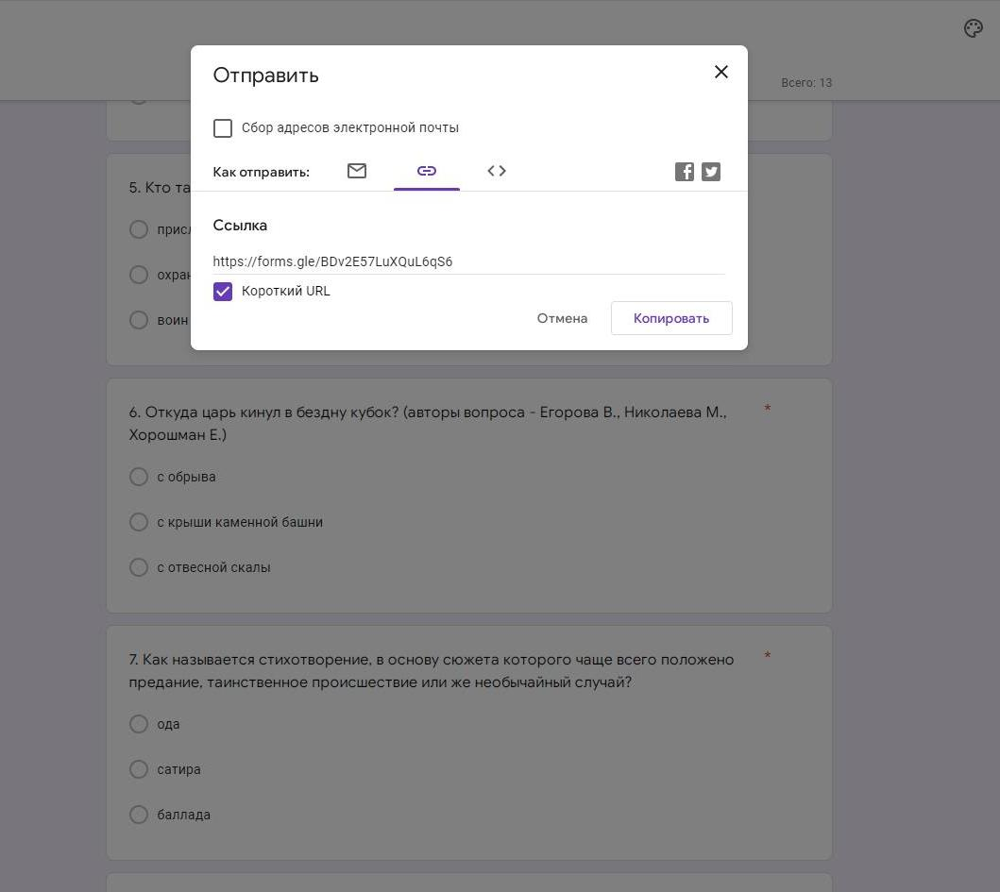 Отправить
Всего: 13
Сбор адресов электронной почты
Как отправить:
Ссылка
https://forms.gle/BDv2E57LuXQuL6qS6
Короткий URL
Отмена
Копировать
5. Кто
воин
6. Откуда царь кинул в бездну кубок? (авторы вопроса - Егорова В., Николаева М.,
Хорошман Е.)
*
с обрыва
с крыши каменной башни
с отвесной скалы
7. Как называется стихотворение, в основу сюжета которого чаще всего положено
предание, таинственное происшествие или же необычайный случай?
*
ода
сатира
баллада